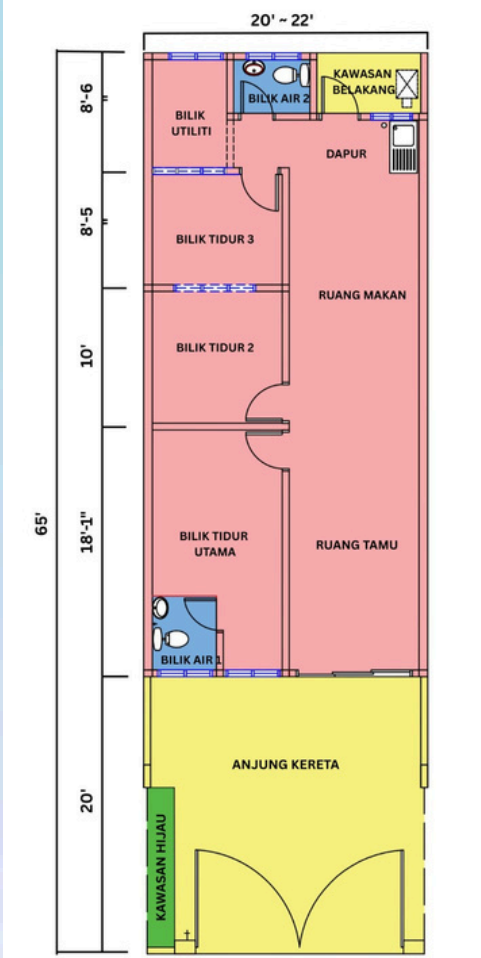 20' ~ 22'
8'-6
BILIK
UTILITI
BILIK AIR 2
KAWASAN
BELAKANG
DAPUR
8'-5
BILIK TIDUR 3
RUANG MAKAN
10'
BILIK TIDUR 2
65'
18'-1"
BILIK TIDUR
UTAMA
RUANG TAMU
BILIK AIR 1
20'
ANJUNG KERETA
KAWASAN HIJAU